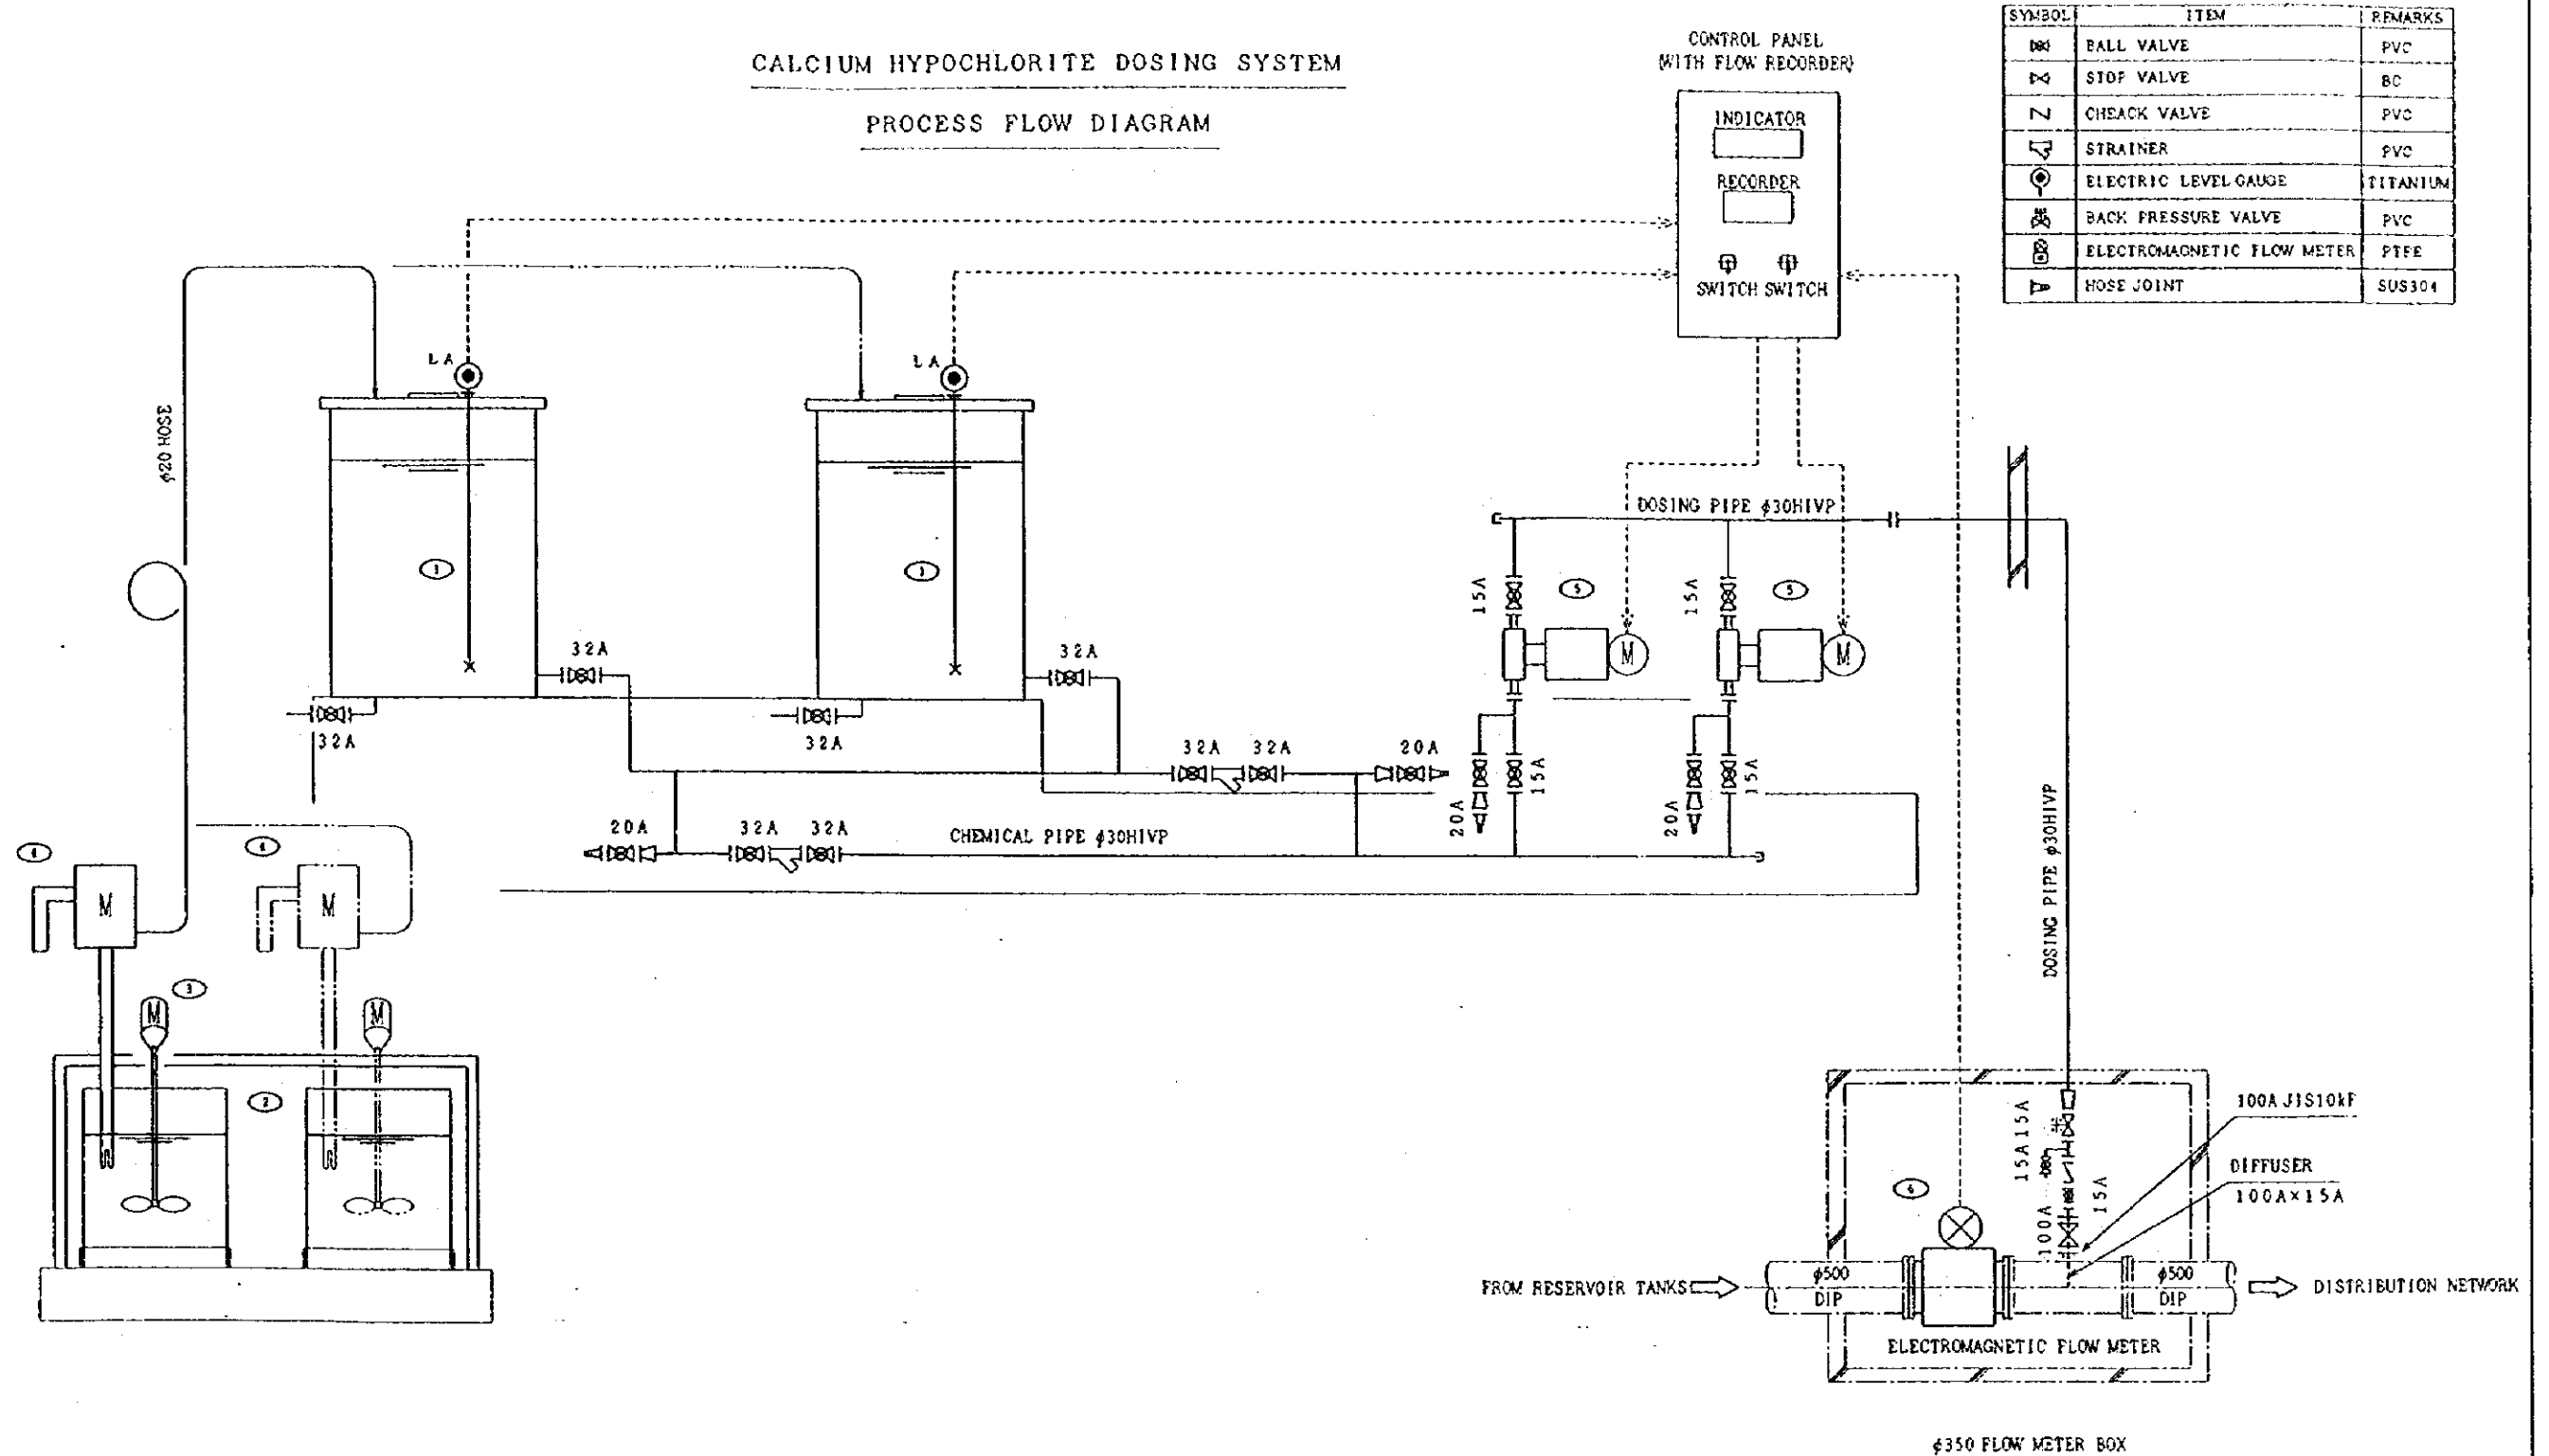 CALCIUM HYPOCHLORITE DOSING SYSTEM
PROCESS FLOW DIAGRAM
CONTROL PANEL
(WITH FLOW RECORDER)
INDICATOR
RECORDER
SWITCH SWITCH
SYMBOL ITEM REMARKS
BALL VALVE PVC
STOP VALVE BC
CHEACK VALVE PVC
STRAINER PVC
ELECTRIC LEVEL GAUGE TITANIUM
BACK PRESSURE VALVE PVC
ELECTROMAGNETIC FLOW METER PTFE
HOSE JOINT SUS304
LA
LA
φ20 HOSE
1
1
32A
32A
32A
32A
DOSING PIPE φ30HIVP
15A
5
15A
5
M
M
32A 32A 20A
15A
15A
20A
20A
20A 32A 32A
CHEMICAL PIPE φ30HIVP
DOSING PIPE φ30HIVP
4
4
M
M
3
M
M
2
100A JIS10kF
DIFFUSER
100A×15A
15A15A
15A
100A
6
FROM RESERVOIR TANKS
φ500
DIP
φ500
DIP
DISTRIBUTION NETWORK
ELECTROMAGNETIC FLOW METER
φ350 FLOW METER BOX